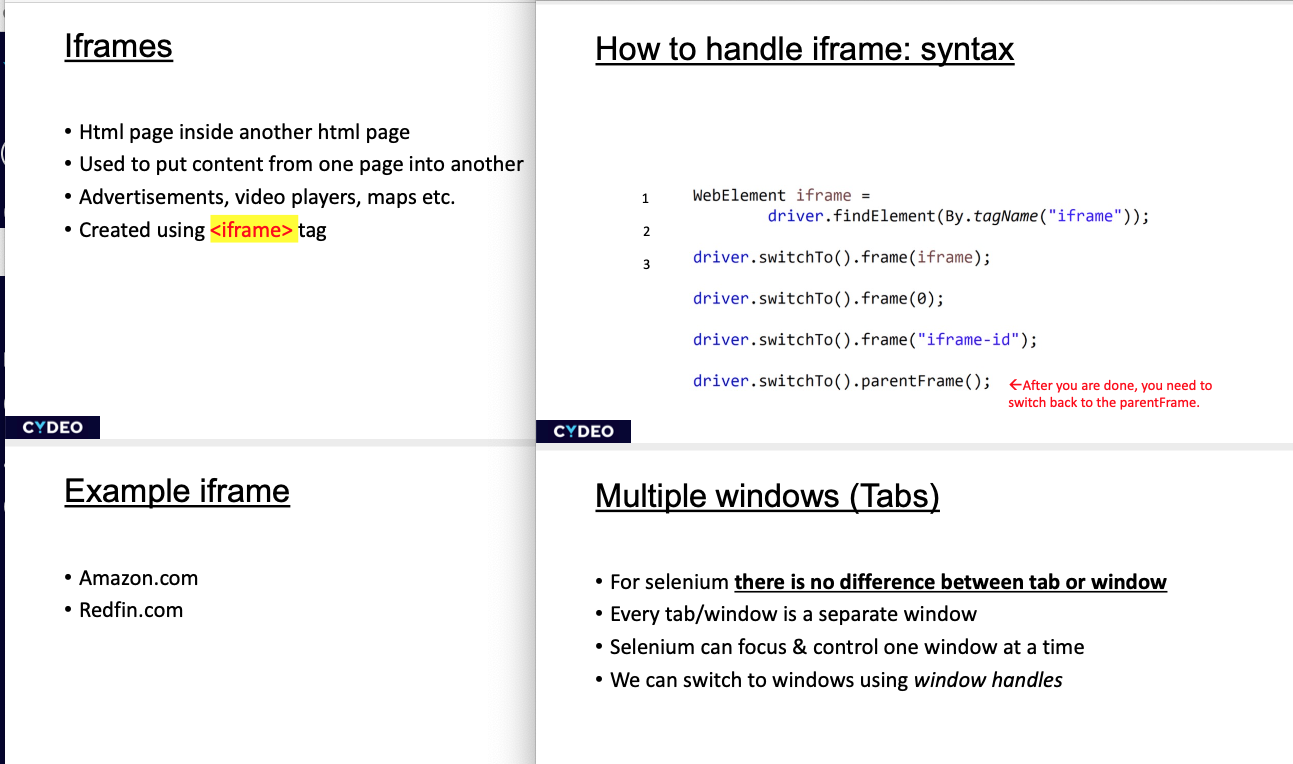 Iframes
• Html page inside another html page
• Used to put content from one page into another
• Advertisements, video players, maps etc.
• Created using <iframe> tag
CYDEO
How to handle iframe: syntax
1 WebElement iframe =
driver.findElement(By.tagName("iframe"));
2
driver.switchTo().frame(iframe);
3
driver.switchTo().frame(0);
driver.switchTo().frame("iframe-id");
driver.switchTo().parentFrame(); ←After you are done, you need to
switch back to the parentFrame.
CYDEO
Example iframe
• Amazon.com
• Redfin.com
Multiple windows (Tabs)
• For selenium there is no difference between tab or window
• Every tab/window is a separate window
• Selenium can focus & control one window at a time
• We can switch to windows using window handles